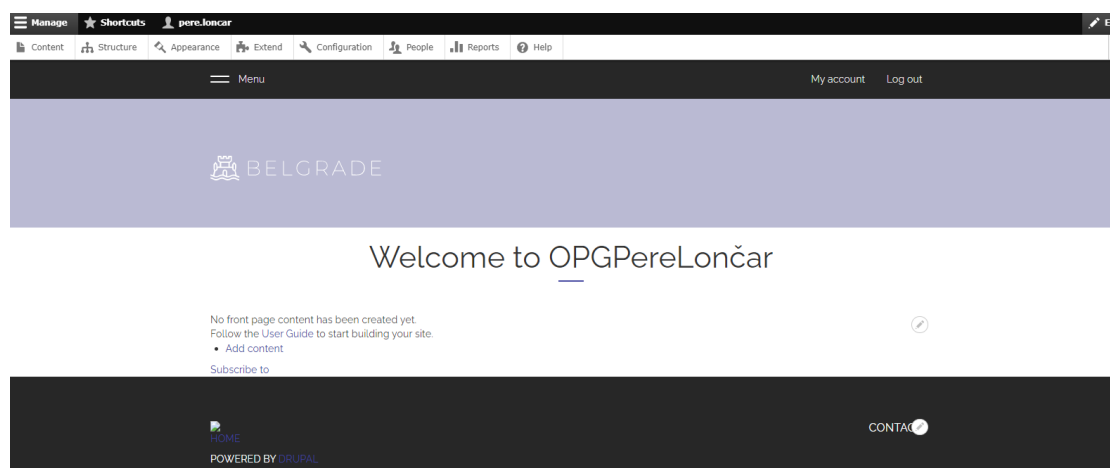 Manage Shortcuts pere.loncar E
Content Structure Appearance Extend Configuration People Reports Help
Menu My account Log out
BELGRADE
Welcome to OPGPereLončar
No front page content has been created yet.
Follow the User Guide to start building your site.
Add content
Subscribe to
HOME
CONTAC
POWERED BY DRUPAL